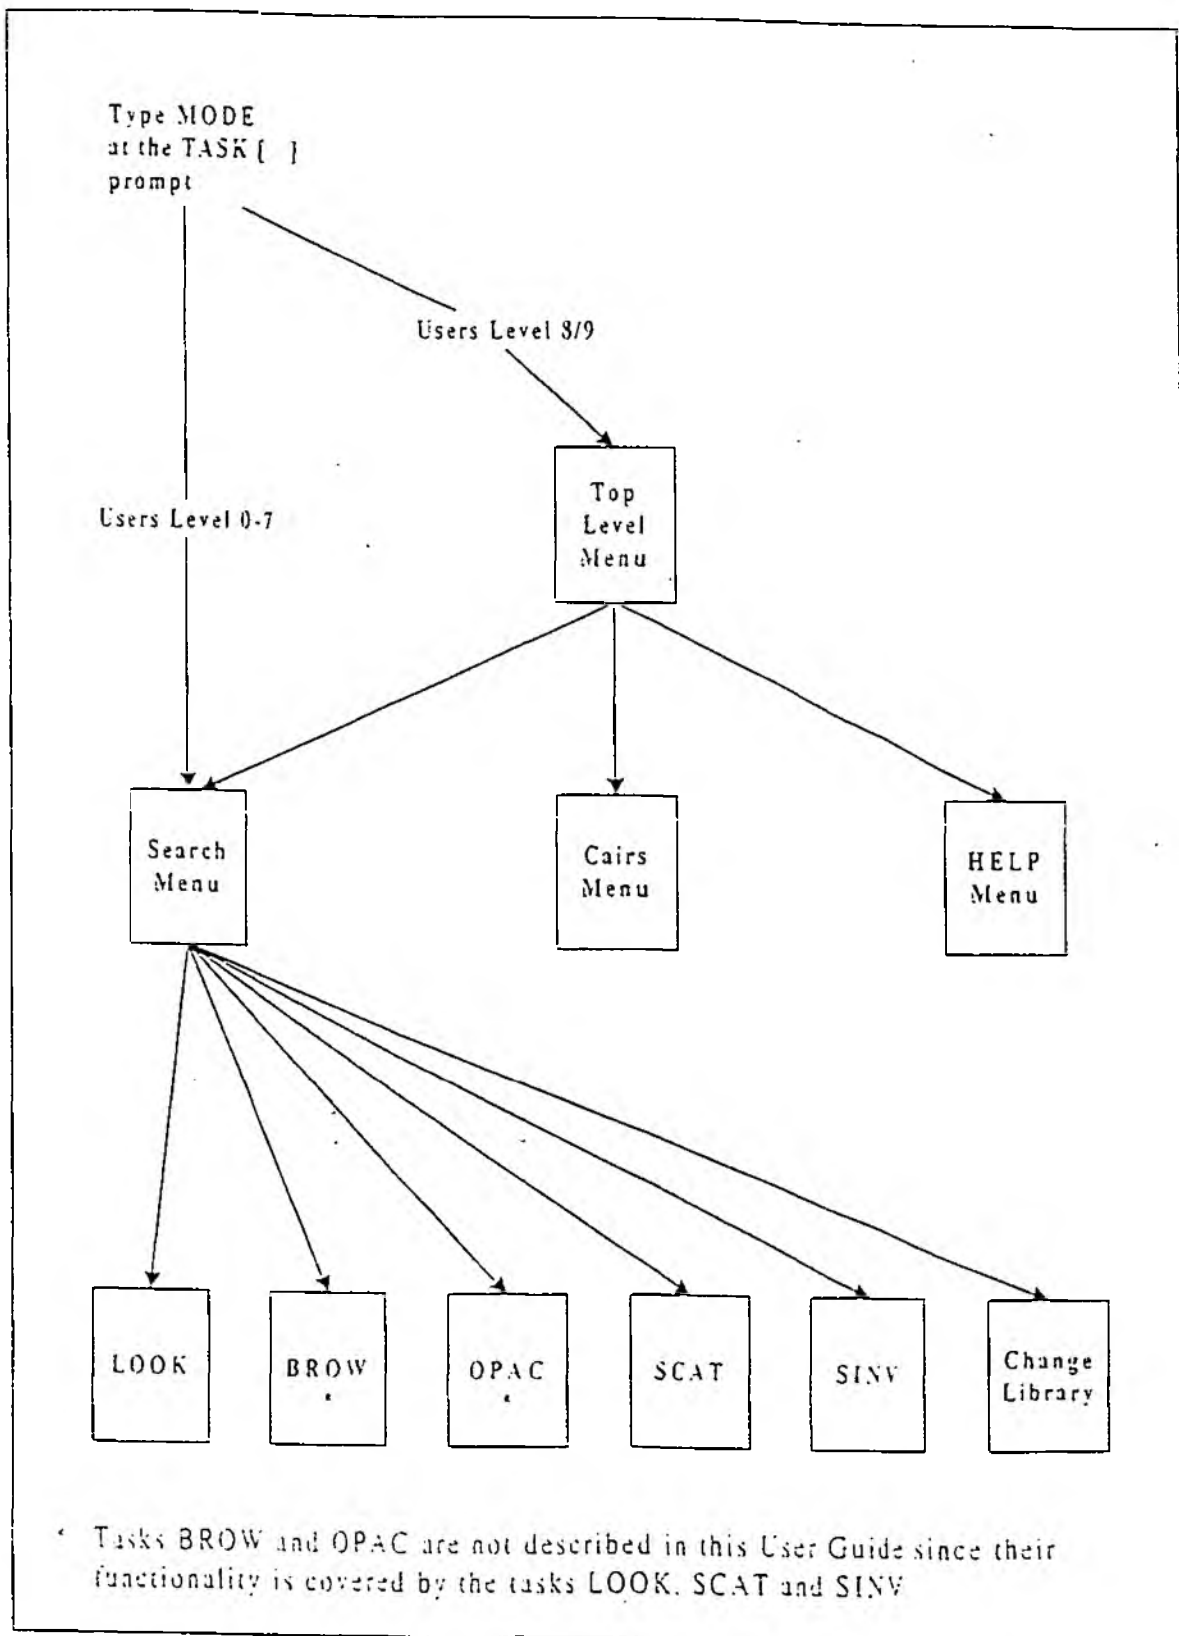 Type MODE
at the TASK [ ]
prompt
Users Level 8/9
Users Level 0-7
Top
Level
Menu
Search
Menu
Cairs
Menu
HELP
Menu
LOOK
BROW
*
OPAC
*
SCAT
SINV
Change
Library
* Tasks BROW and OPAC are not described in this User Guide since their
functionality is covered by the tasks LOOK, SCAT and SINV